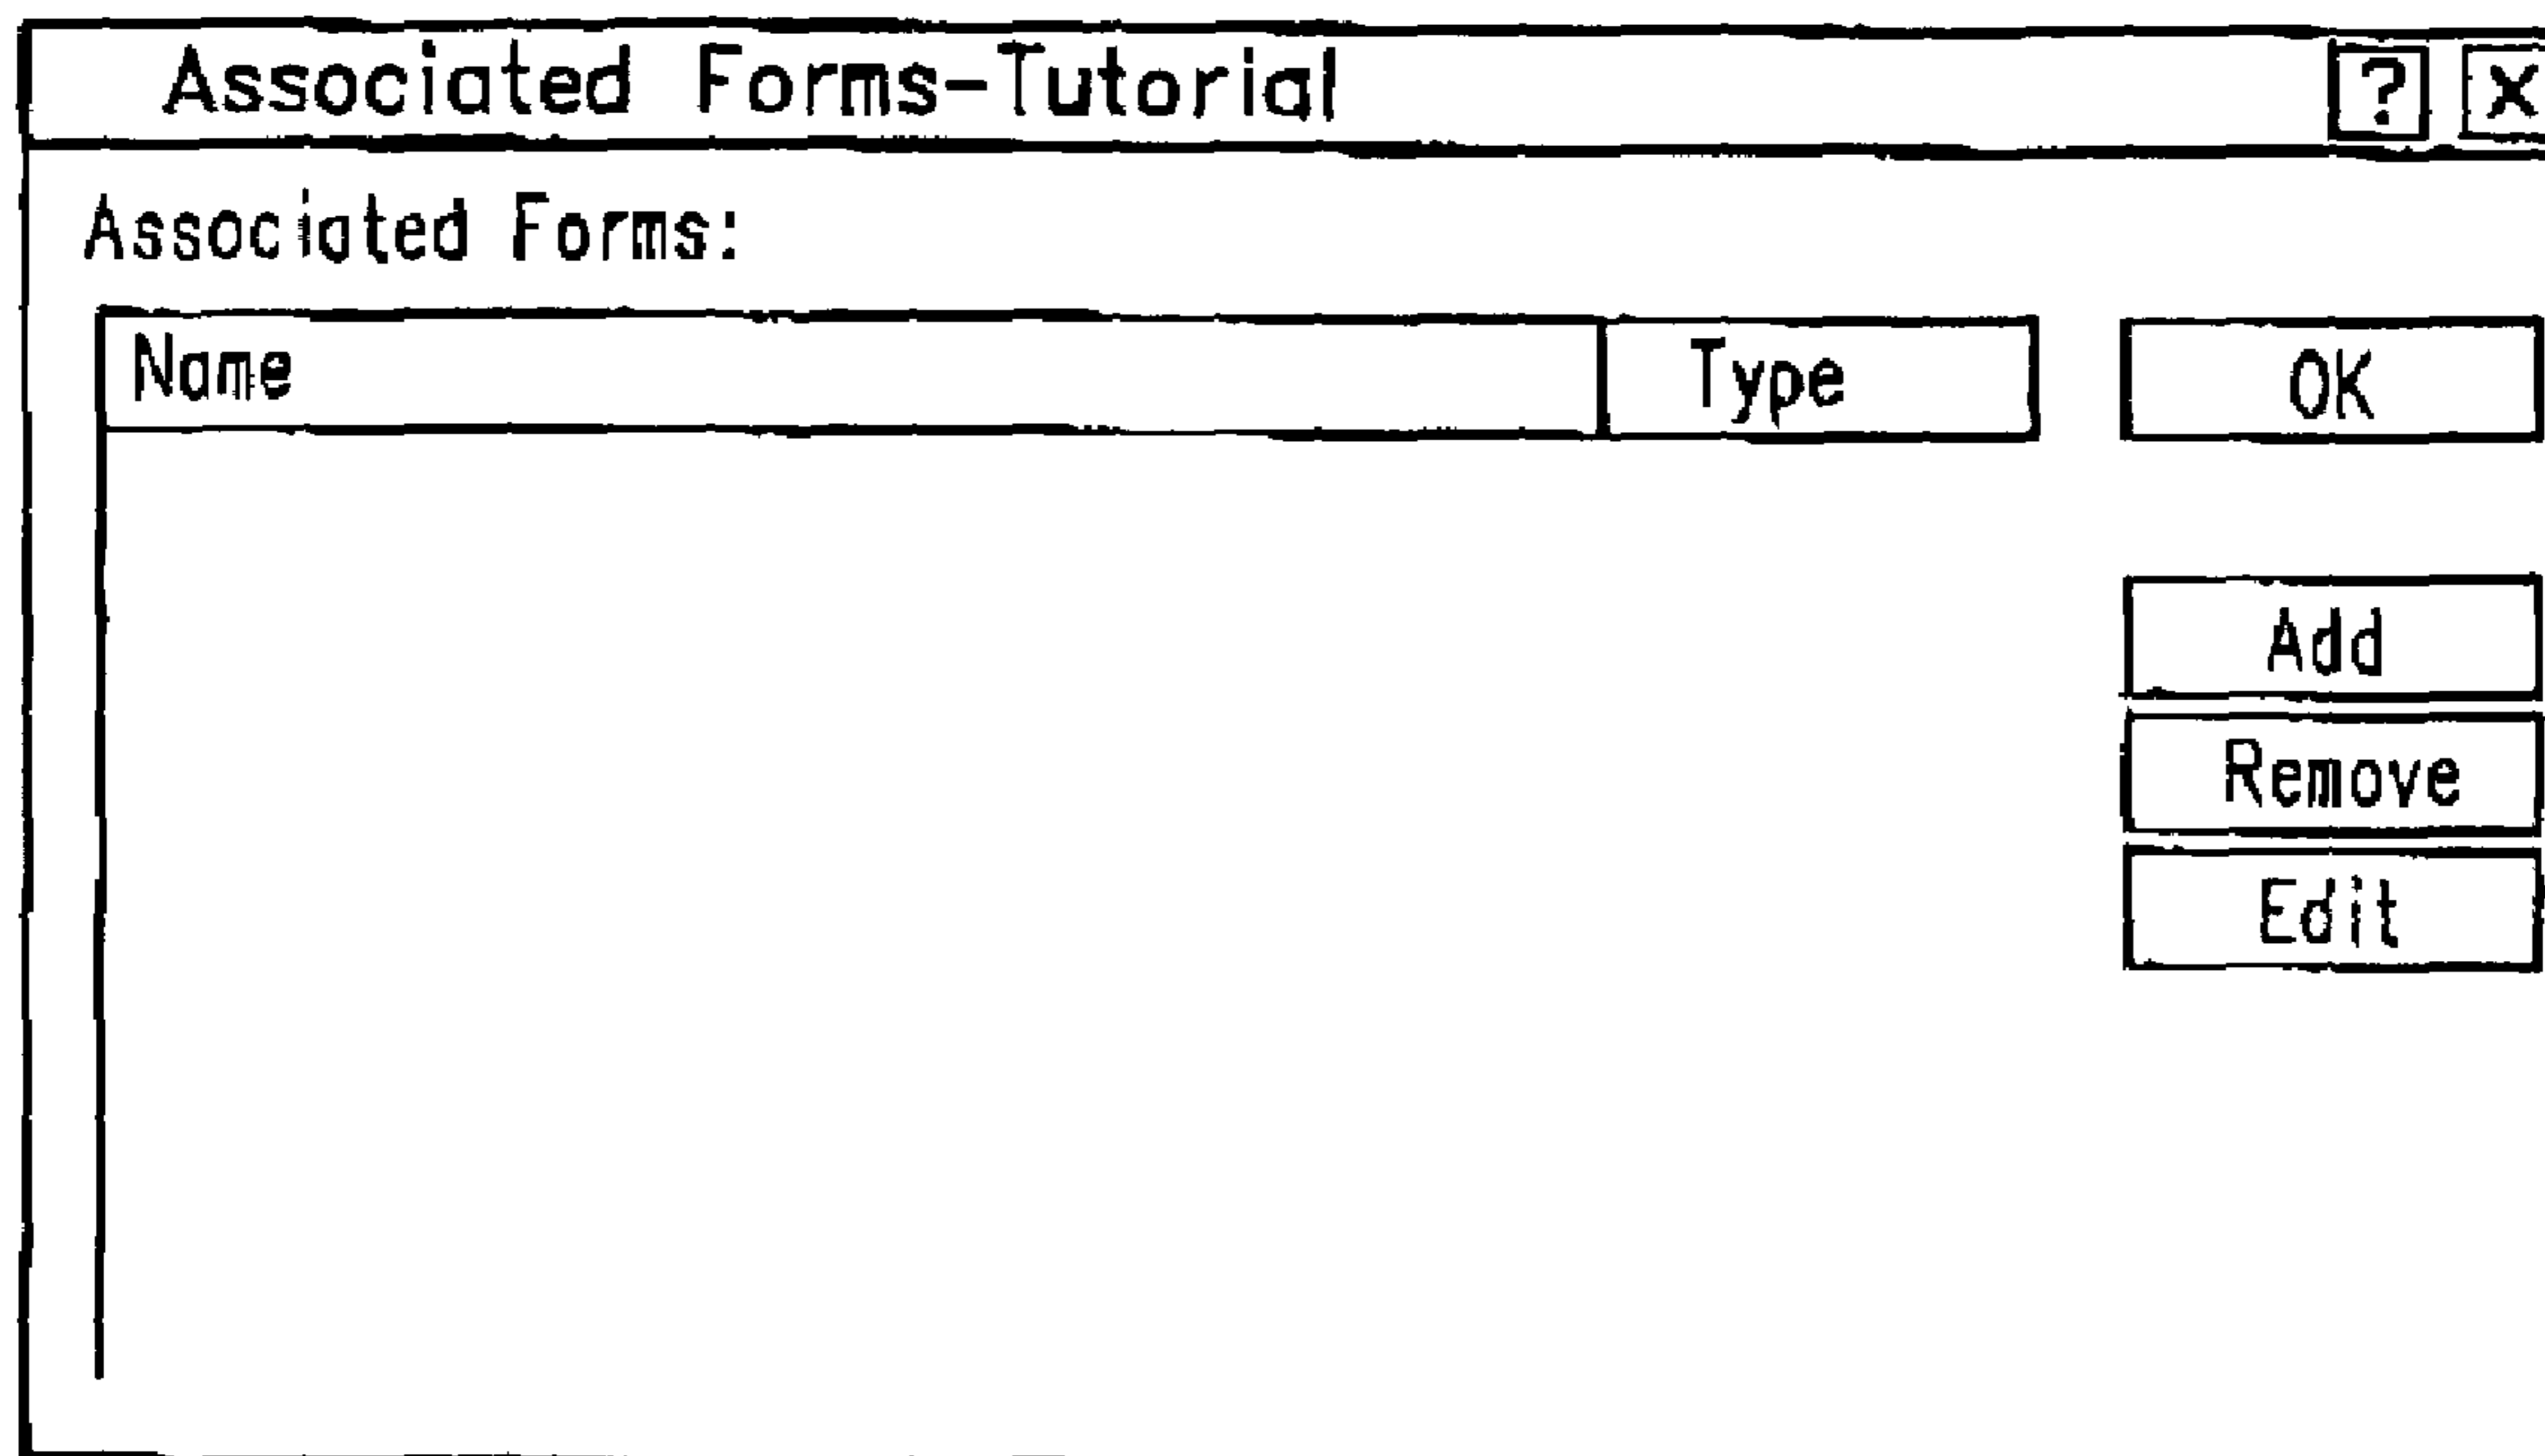 Associated Forms-Tutorial ? X
Associated Forms:
Name Type OK
Add
Remove
Edit